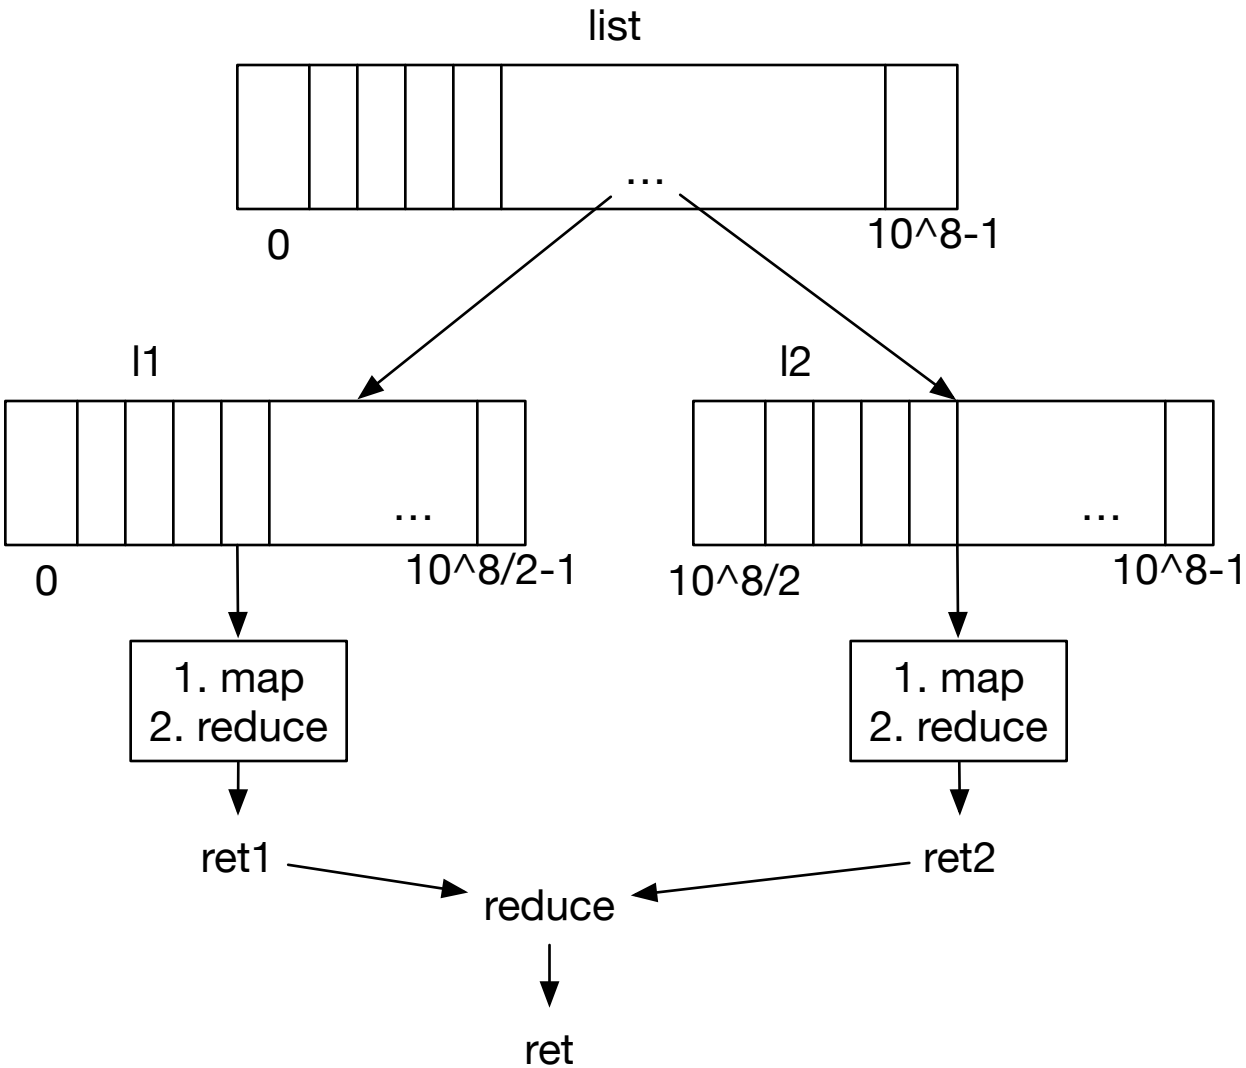 list
...
0
10^8-1
l1
l2
...
...
0
10^8/2-1
10^8/2
10^8-1
1. map
2. reduce
1. map
2. reduce
ret1
ret2
reduce
ret